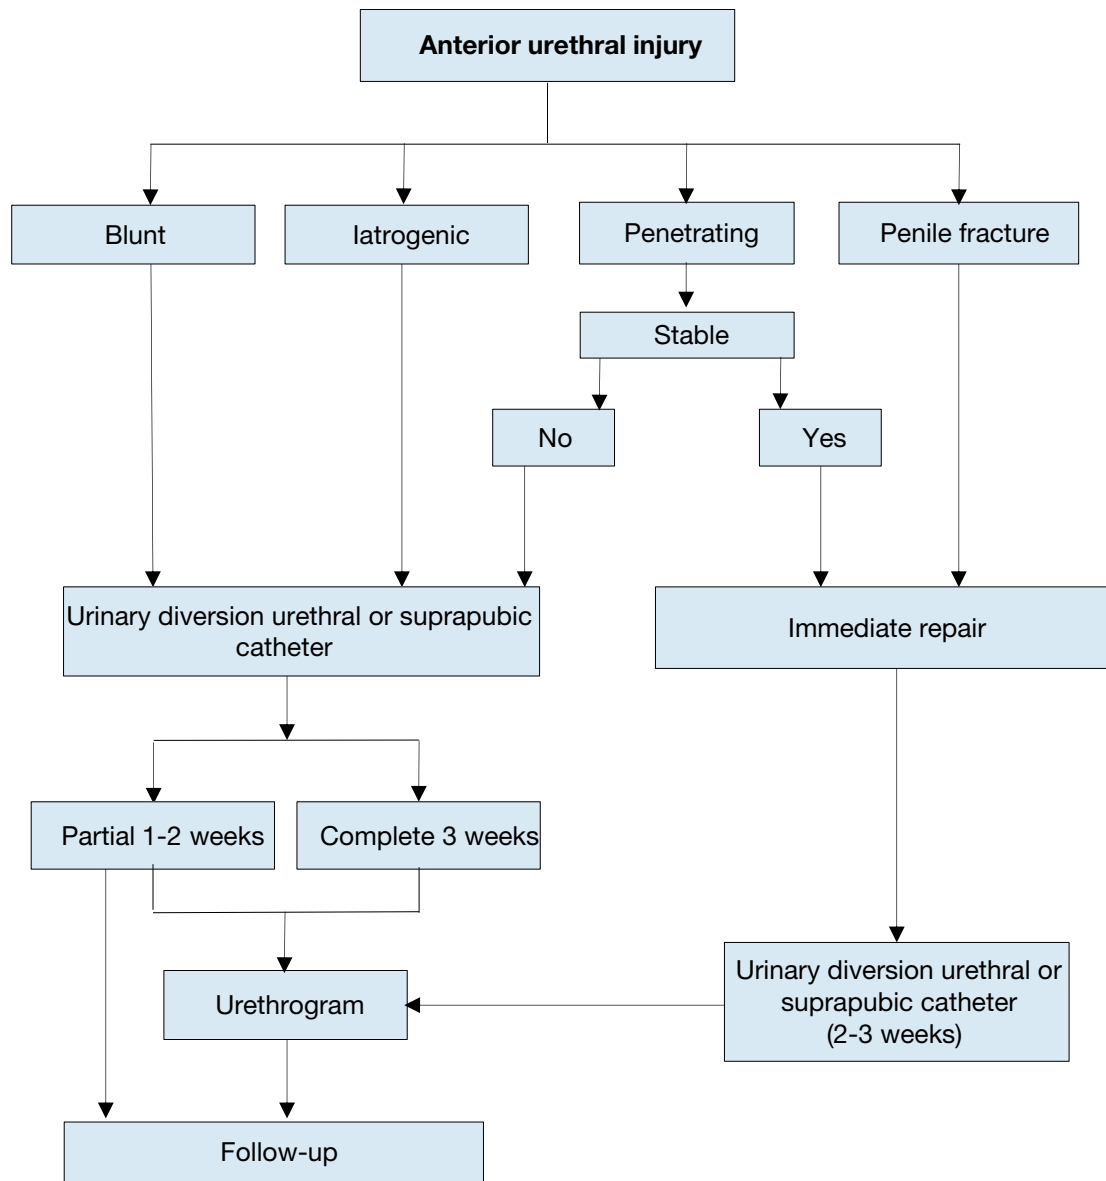 Anterior urethral injury
Blunt
Iatrogenic
Penetrating
Penile fracture
Stable
No
Yes
Urinary diversion urethral or suprapubic
catheter
Immediate repair
Partial 1-2 weeks
Complete 3 weeks
Urethrogram
Urinary diversion urethral or
suprapubic catheter
(2-3 weeks)
Follow-up